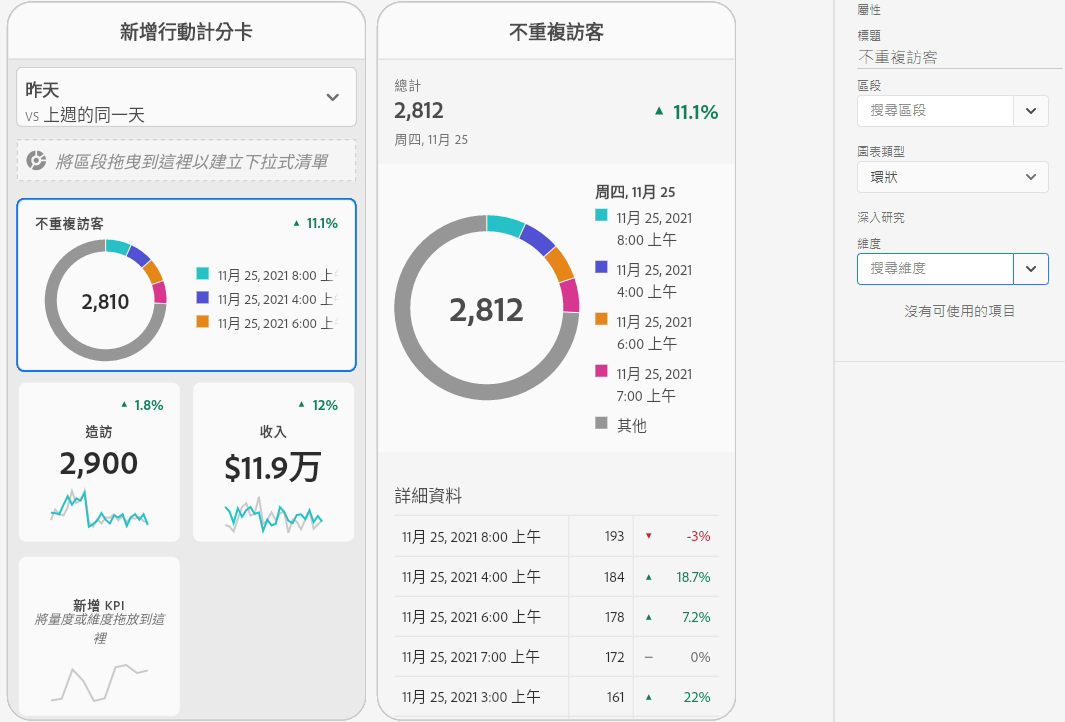 新增行動計分卡
昨天
VS 上週的同一天
將區段拖曳到這裡以建立下拉式清單
不重複訪客
▲ 11.1%
2,810
11月 25, 2021 8:00 上
11月 25, 2021 4:00 上
11月 25, 2021 6:00 上
▲ 1.8%
造訪
2,900
▲ 12%
收入
$11.9万
新增 KPI
將量度或維度拖放到這
裡
不重複訪客
總計
2,812
▲ 11.1%
周四, 11月 25
2,812
周四, 11月 25
11月 25, 2021
8:00 上午
11月 25, 2021
4:00 上午
11月 25, 2021
6:00 上午
11月 25, 2021
7:00 上午
其他
詳細資料
11月 25, 2021 8:00 上午 193 ▼ -3%
11月 25, 2021 4:00 上午 184 ▲ 18.7%
11月 25, 2021 6:00 上午 178 ▲ 7.2%
11月 25, 2021 7:00 上午 172 – 0%
11月 25, 2021 3:00 上午 161 ▲ 22%
屬性
標題
不重複訪客
區段
搜尋區段
圖表類型
環狀
深入研究
維度
搜尋維度
沒有可使用的項目